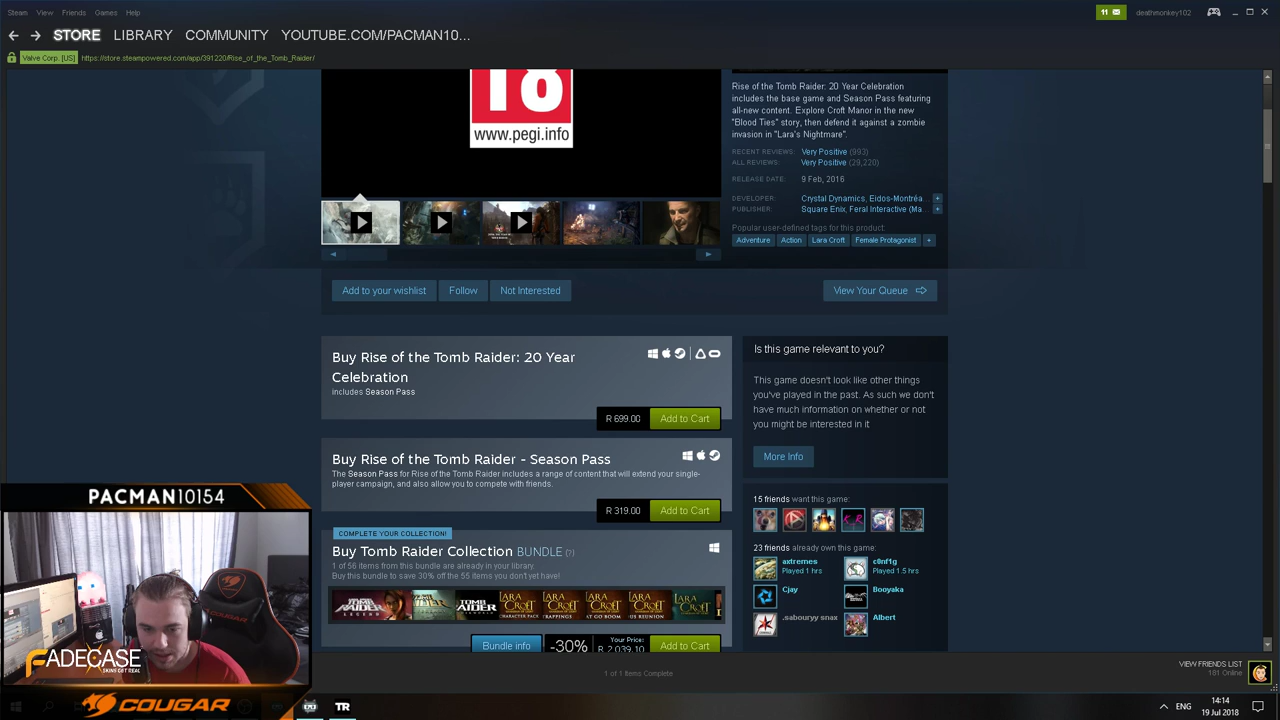 Steam View Friends Games Help
11
deathmonkey102
STORE LIBRARY COMMUNITY YOUTUBE.COM/PACMAN10...
Valve Corp. [US] https://store.steampowered.com/app/391220/Rise_of_the_Tomb_Raider/
18
www.pegi.info
Rise of the Tomb Raider: 20 Year Celebration
includes the base game and Season Pass featuring
all-new content. Explore Croft Manor in the new
"Blood Ties" story, then defend it against a zombie
invasion in "Lara's Nightmare".
RECENT REVIEWS: Very Positive (993)
ALL REVIEWS: Very Positive (29,220)
RELEASE DATE: 9 Feb, 2016
DEVELOPER: Crystal Dynamics, Eidos-Montréa... +
PUBLISHER: Square Enix, Feral Interactive (Ma... +
Popular user-defined tags for this product:
Adventure Action Lara Croft Female Protagonist +
Add to your wishlist Follow Not Interested View Your Queue
Buy Rise of the Tomb Raider: 20 Year
Celebration
includes Season Pass
R 699.00 Add to Cart
Buy Rise of the Tomb Raider - Season Pass
The Season Pass for Rise of the Tomb Raider includes a range of content that will extend your single-
player campaign, and also allow you to compete with friends.
R 319.00 Add to Cart
COMPLETE YOUR COLLECTION!
Buy Tomb Raider Collection BUNDLE (?)
1 of 56 items from this bundle are already in your library.
Buy this bundle to save 30% off the 55 items you don't yet have!
Bundle info -30% Your Price: R 2 039.10 Add to Cart
Is this game relevant to you?
This game doesn't look like other things
you've played in the past. As such we don't
have much information on whether or not
you might be interested in it
More Info
15 friends want this game:
23 friends already own this game:
axtremes
Played 1 hrs
c0nf1g
Played 1.5 hrs
Cjay
Booyaka
.sabouryy snax
Albert
PACMAN10154
COUGAR
FADECASE
SKINS GOT REAL
COUGAR
1 of 1 Items Complete
VIEW FRIENDS LIST
181 Online
TR
ENG
14:14
19 Jul 2018